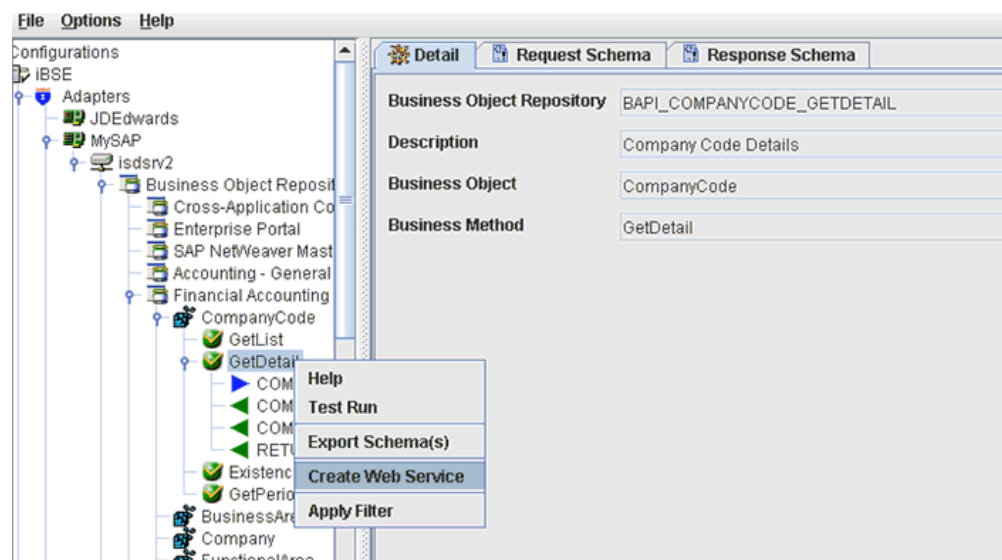 File Options Help
Configurations
iBSE
Adapters
JDEdwards
MySAP
isdsrv2
Business Object Reposit
Cross-Application Co
Enterprise Portal
SAP NetWeaver Mast
Accounting - General
Financial Accounting
CompanyCode
GetList
GetDetail
COM
COM
COM
RETU
Existenc
GetPerio
BusinessAre
Company
FunctionalArea
Help
Test Run
Export Schema(s)
Create Web Service
Apply Filter
Detail Request Schema Response Schema
Business Object Repository BAPI_COMPANYCODE_GETDETAIL
Description Company Code Details
Business Object CompanyCode
Business Method GetDetail